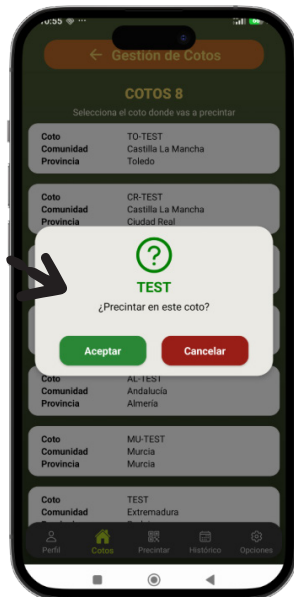 Gestión de Cotos
COTOS 8
Selecciona el coto donde vas a precintar
Coto TO-TEST
Comunidad Castilla La Mancha
Provincia Toledo
Coto CR-TEST
Comunidad Castilla La Mancha
Provincia Ciudad Real
TEST
¿Precintar en este coto?
Aceptar Cancelar
Coto AL-TEST
Comunidad Andalucía
Provincia Almería
Coto MU-TEST
Comunidad Murcia
Provincia Murcia
Coto TEST
Comunidad Extremadura
Perfil Cotos Precintar Histórico Opciones